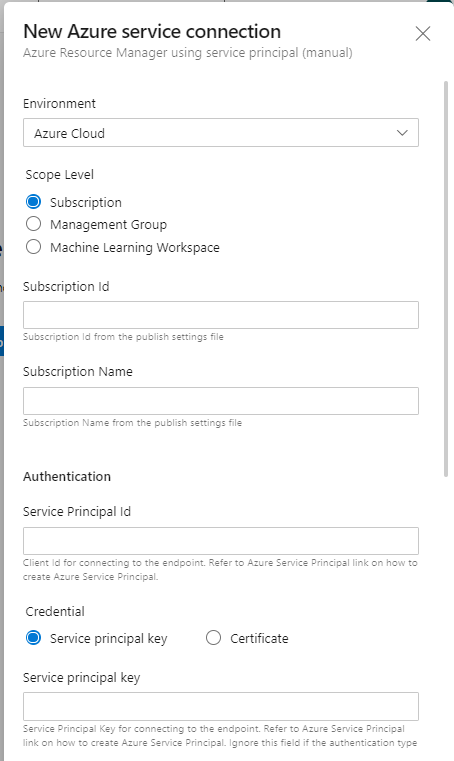 New Azure service connection
Azure Resource Manager using service principal (manual)
Environment
Azure Cloud
Scope Level
Subscription
Management Group
Machine Learning Workspace
Subscription Id
Subscription Id from the publish settings file
Subscription Name
Subscription Name from the publish settings file
Authentication
Service Principal Id
Client Id for connecting to the endpoint. Refer to Azure Service Principal link on how to
create Azure Service Principal.
Credential
Service principal key Certificate
Service principal key
Service Principal Key for connecting to the endpoint. Refer to Azure Service Principal
link on how to create Azure Service Principal. Ignore this field if the authentication type